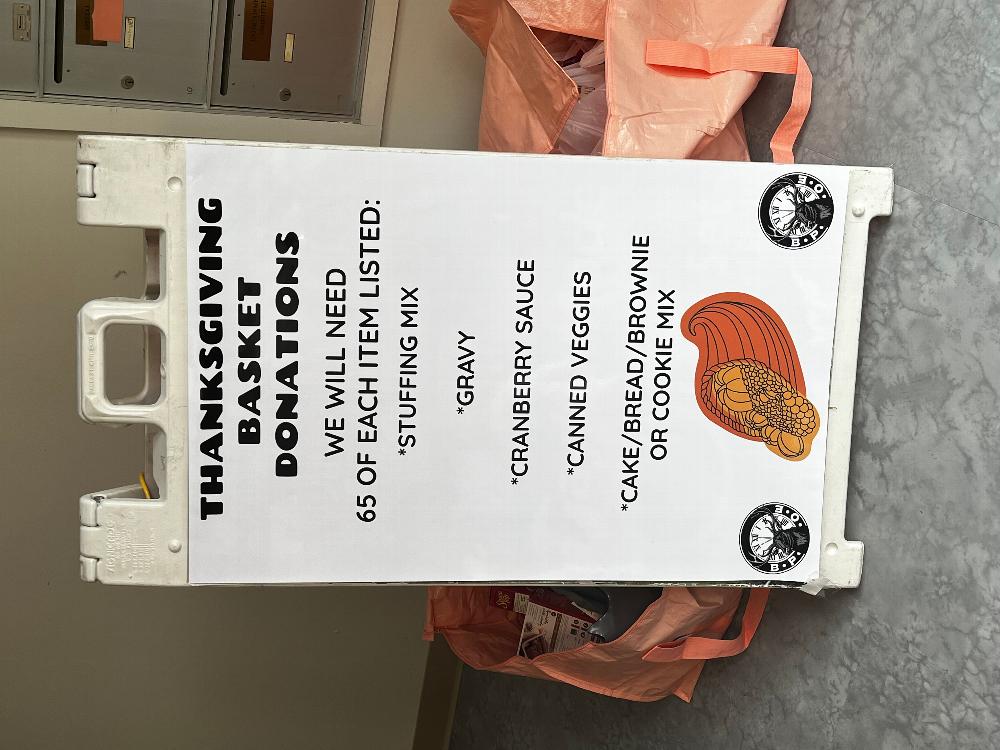 THANKSGIVING
BASKET
DONATIONS
WE WILL NEED
65 OF EACH ITEM LISTED:
*STUFFING MIX
*GRAVY
*CRANBERRY SAUCE
*CANNED VEGGIES
*CAKE/BREAD/BROWNIE
OR COOKIE MIX
B.P.O.E.
B.P.O.E.